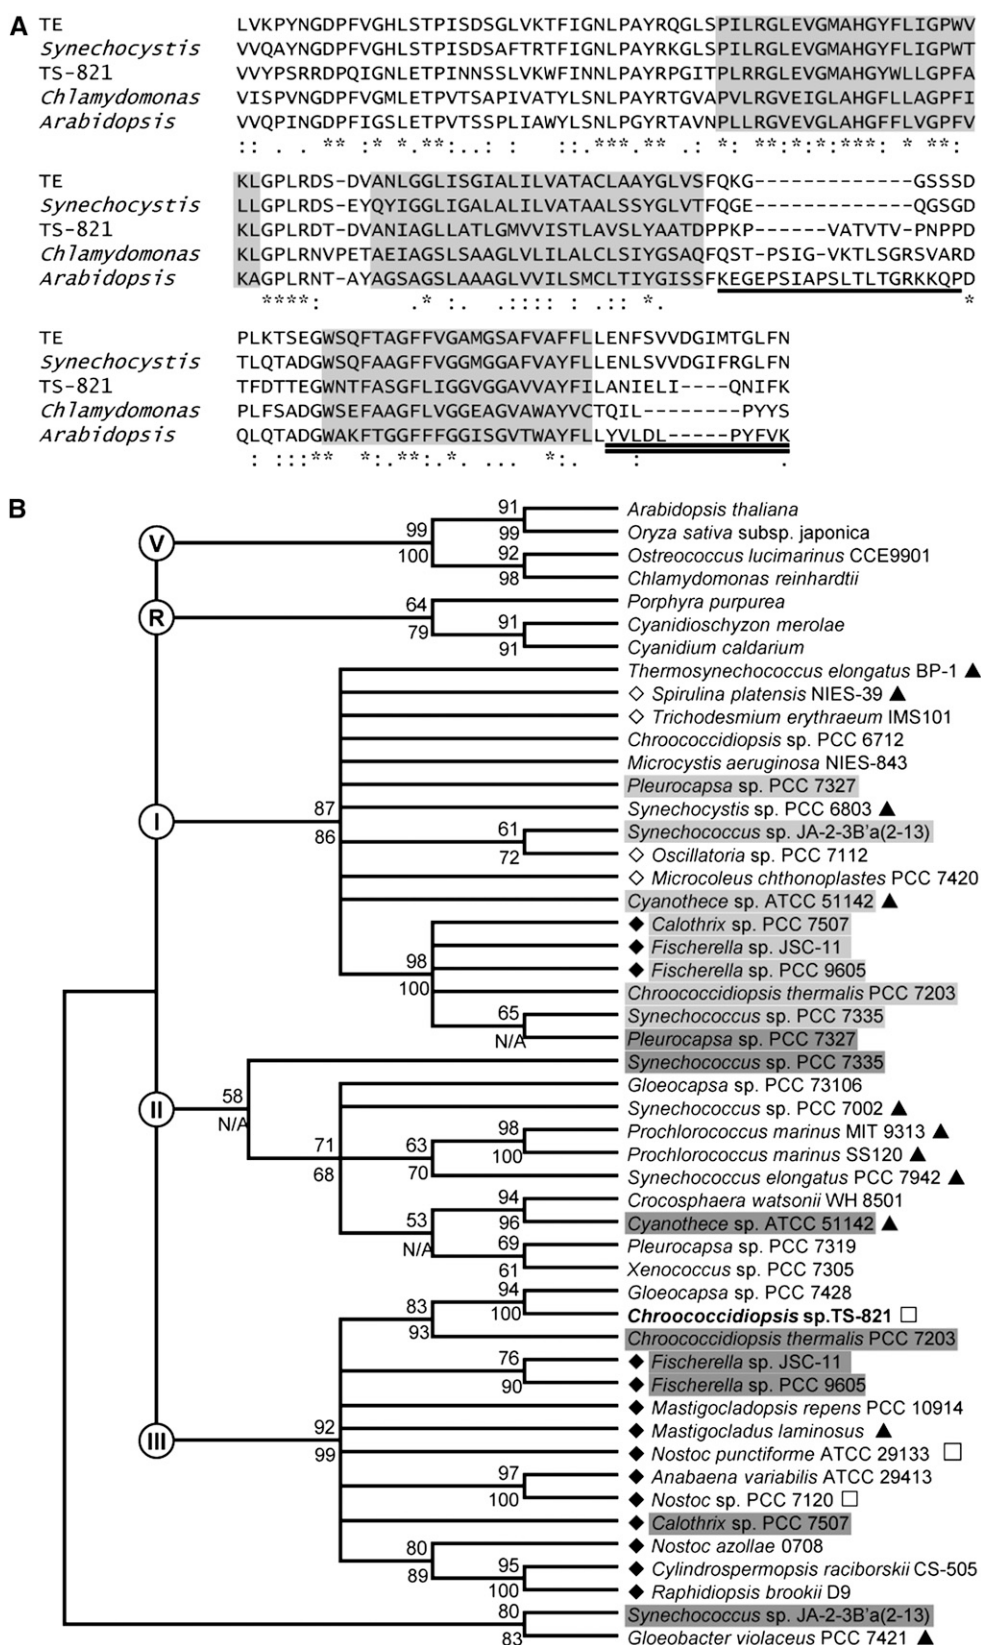 A
TE LVKPYNGDPFVGHLSTPISDSGLVKTFIGNLPAYRQGLSPILRGLEVGMAHGYFLIGPWV
Synechocystis VVQAYNGDPFVGHLSTPISDSAFTRTFIGNLPAYRKGLSPILRGLEVGMAHGYFLIGPWT
TS-821 VVYPSRRDPQIGNLETPINNSSLVKWFINNLPAYRPGITPLRRGLEVGMAHGYWLLGPFA
Chlamydomonas VISPVNGDPFVGMLETPVTSAPIVATYLSNLPAYRTGVAPVLRGVEIGLAHGFLLAGPFI
Arabidopsis VVQPINGDPFIGSLETPVTSSPLIAWYLSNLPGYRTAVNPLLRGVEVGLAHGFFLVGPFV
:: . . ** :* *.**:..: : ::.***.** .: *: **:*:*:***: * **:
TE KLGPLRDS-DVANLGGLISGIALILVATACLAAYGLVSFQKG-------------GSSSD
Synechocystis LLGPLRDS-EYQYIGGLIGALALILVATAALSSYGLVTFQGE-------------QGSGD
TS-821 KLGPLRDT-DVANIAGLLATLGMVVISTLAVSLYAATDPPKP------VATVTV-PNPPD
Chlamydomonas KLGPLRNVPETAEIAGSLSAAGLVLILALCLSIYGSAQFQST-PSIG-VKTLSGRSVARD
Arabidopsis KAGPLRNT-AYAGSAGSLAAAGLVVILSMCLTIYGISSFKEGEPSIAPSLTLTGRKKQPD
****: .* :. .:::: : .:: *. *
TE PLKTSEGWSQFTAGFFVGAMGSAFVAFFLLENFSVVDGIMTGLFN
Synechocystis TLQTADGWSQFAAGFFVGGMGGAFVAYFLLENLSVVDGIFRGLFN
TS-821 TFDTTEGWNTFASGFLIGGVGGAVVAYFILANIELI----QNIFK
Chlamydomonas PLFSADGWSEFAAGFLVGGEAGVAWAYVCTQIL--------PYYS
Arabidopsis QLQTADGWAKFTGGFFFGGISGVTWAYFLLYVLDL-----PYFVK
: :::** *:.**:.*. ... *:. : .
B
91
Arabidopsis thaliana
99
V
99
Oryza sativa subsp. japonica
100
92
Ostreococcus lucimarinus CCE9901
98
Chlamydomonas reinhardtii
64
Porphyra purpurea
R
79
91
Cyanidioschyzon merolae
91
Cyanidium caldarium
Thermosynechococcus elongatus BP-1 ▲
◇ Spirulina platensis NIES-39 ▲
◇ Trichodesmium erythraeum IMS101
Chroococcidiopsis sp. PCC 6712
Microcystis aeruginosa NIES-843
Pleurocapsa sp. PCC 7327
I
87
86
Synechocystis sp. PCC 6803 ▲
61
72
Synechococcus sp. JA-2-3B'a(2-13)
◇ Oscillatoria sp. PCC 7112
◇ Microcoleus chthonoplastes PCC 7420
Cyanothece sp. ATCC 51142 ▲
◆ Calothrix sp. PCC 7507
◆ Fischerella sp. JSC-11
98
100
◆ Fischerella sp. PCC 9605
Chroococcidiopsis thermalis PCC 7203
65
N/A
Synechococcus sp. PCC 7335
Pleurocapsa sp. PCC 7327
Synechococcus sp. PCC 7335
II
58
N/A
Gloeocapsa sp. PCC 73106
Synechococcus sp. PCC 7002 ▲
71
68
63
70
98
100
Prochlorococcus marinus MIT 9313 ▲
Prochlorococcus marinus SS120 ▲
Synechococcus elongatus PCC 7942 ▲
53
N/A
94
96
Crocosphaera watsonii WH 8501
Cyanothece sp. ATCC 51142 ▲
69
61
Pleurocapsa sp. PCC 7319
Xenococcus sp. PCC 7305
83
93
94
100
Gloeocapsa sp. PCC 7428
Chroococcidiopsis sp.TS-821 □
Chroococcidiopsis thermalis PCC 7203
76
90
◆ Fischerella sp. JSC-11
◆ Fischerella sp. PCC 9605
◆ Mastigocladopsis repens PCC 10914
III
92
99
◆ Mastigocladus laminosus ▲
◆ Nostoc punctiforme ATCC 29133 □
97
100
◆ Anabaena variabilis ATCC 29413
◆ Nostoc sp. PCC 7120 □
◆ Calothrix sp. PCC 7507
80
89
◆ Nostoc azollae 0708
95
100
◆ Cylindrospermopsis raciborskii CS-505
◆ Raphidiopsis brookii D9
80
83
Synechococcus sp. JA-2-3B'a(2-13)
Gloeobacter violaceus PCC 7421 ▲